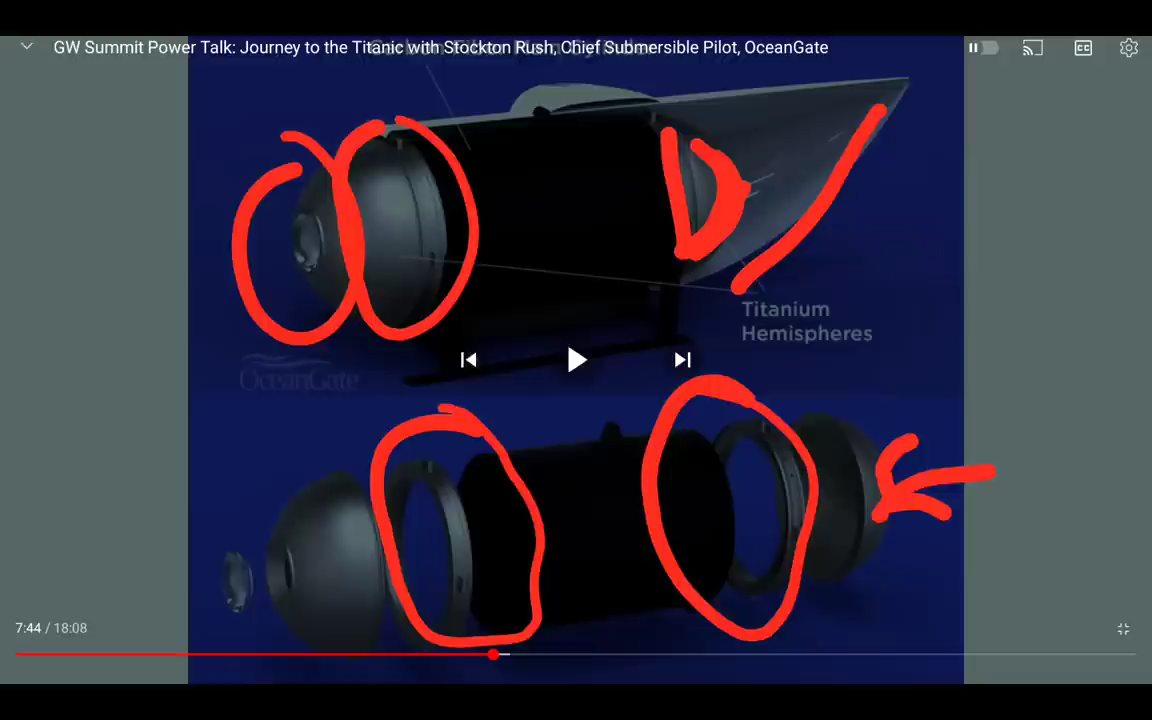 GW Summit Power Talk: Journey to the Titanic with Stockton Rush, Chief Submersible Pilot, OceanGate
CC
Titanium
Hemispheres
OceanGate
7:44 / 18:08